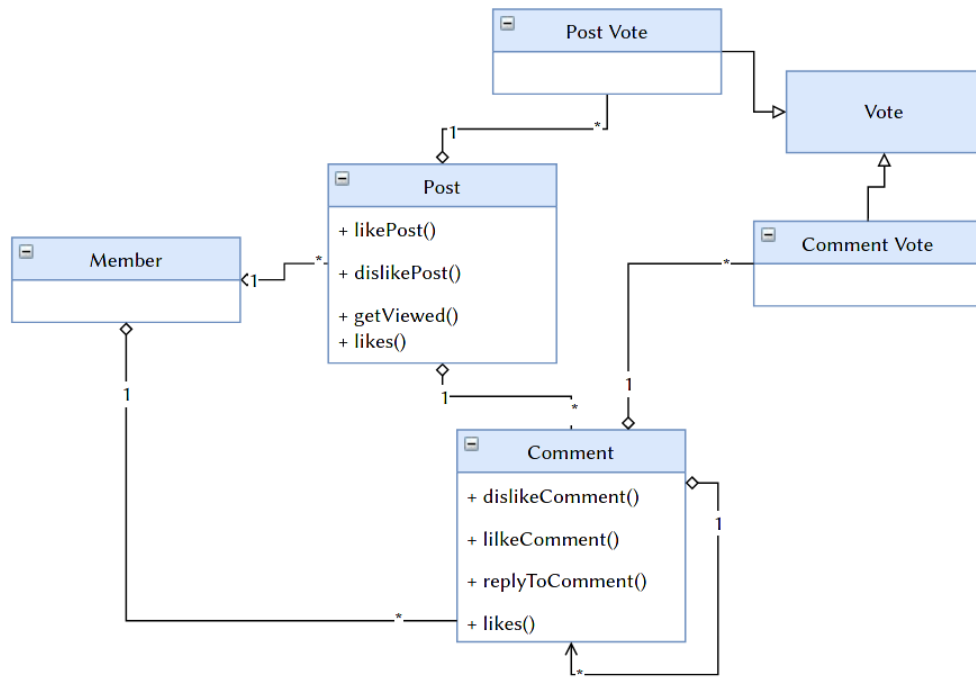 Post Vote
Vote
1
*
Post
+ likePost()
+ dislikePost()
+ getViewed()
+ likes()
Member
1
*
Comment Vote
*
1
1
*
1
*
Comment
+ dislikeComment()
+ lilkeComment()
+ replyToComment()
+ likes()
1
*